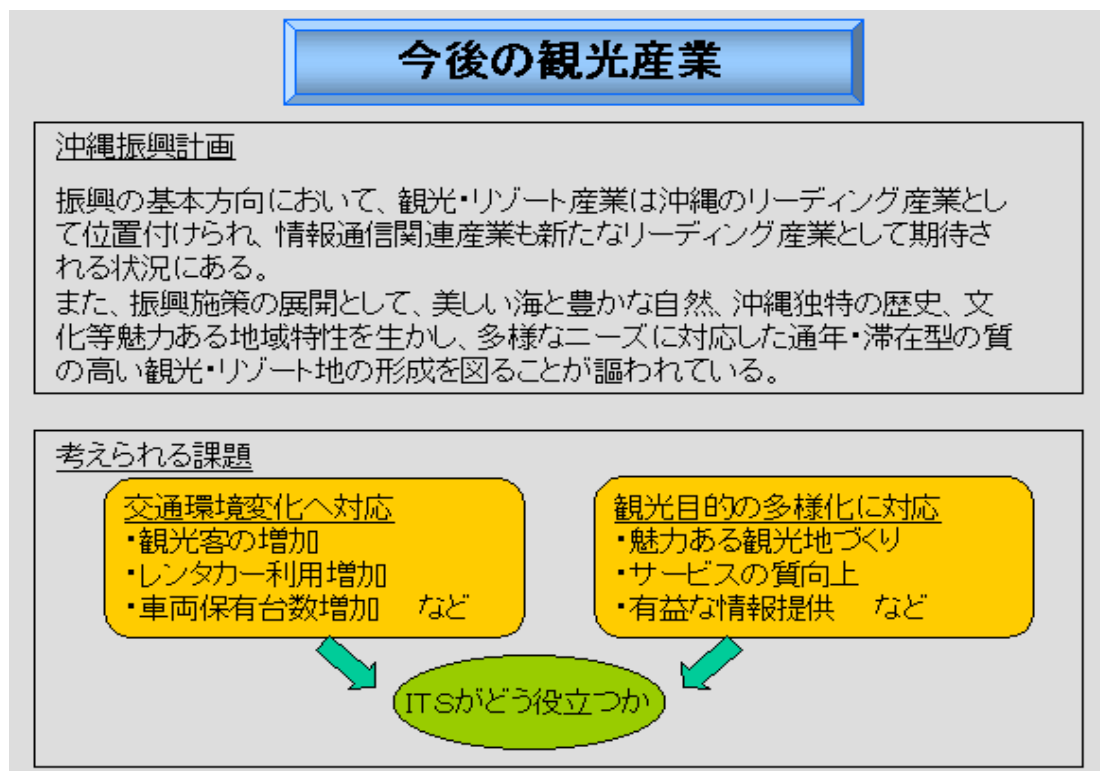 今後の観光産業
沖縄振興計画
振興の基本方向において、観光・リゾート産業は沖縄のリーディング産業とし
て位置付けられ、情報通信関連産業も新たなリーディング産業として期待さ
れる状況にある。
また、振興施策の展開として、美しい海と豊かな自然、沖縄独特の歴史、文
化等魅力ある地域特性を生かし、多様なニーズに対応した通年・滞在型の質
の高い観光・リゾート地の形成を図ることが謳われている。
考えられる課題
交通環境変化へ対応
・観光客の増加
・レンタカー利用増加
・車両保有台数増加　など
観光目的の多様化に対応
・魅力ある観光地づくり
・サービスの質向上
・有益な情報提供　など
ITSがどう役立つか